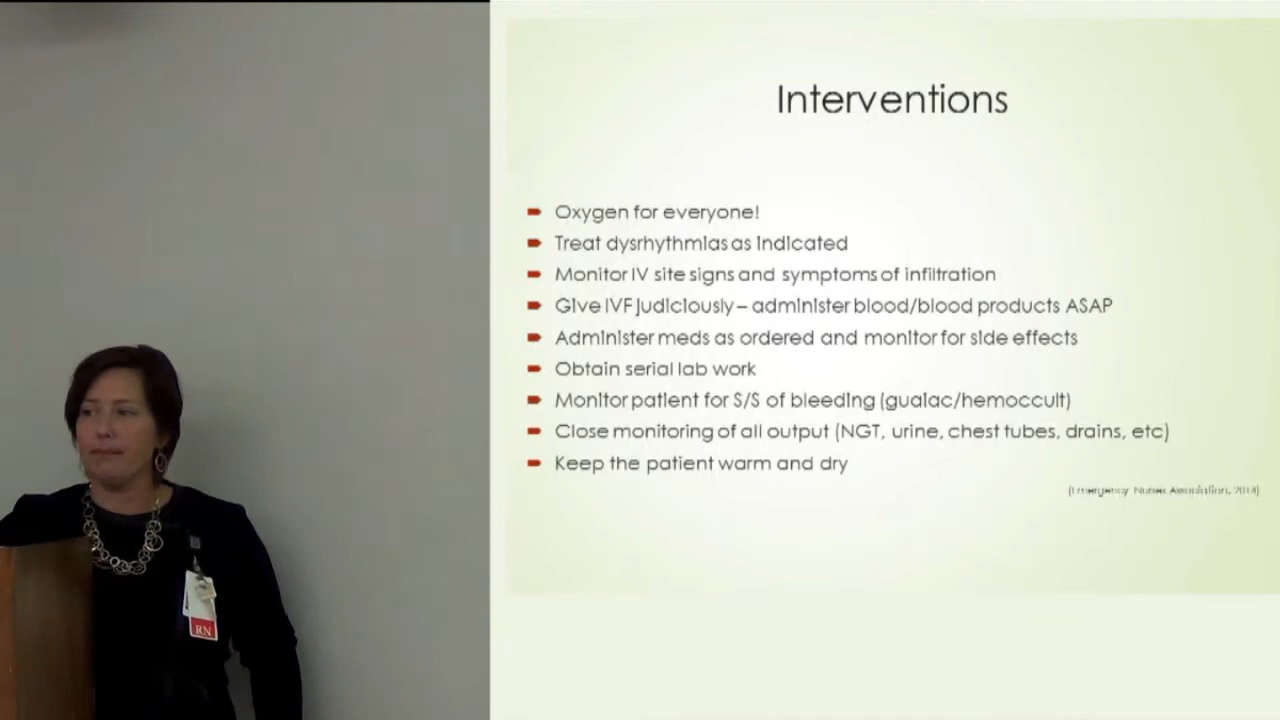 Interventions
Oxygen for everyone!
Treat dysrhythmias as indicated
Monitor IV site signs and symptoms of infiltration
Give IVF judiciously – administer blood/blood products ASAP
Administer meds as ordered and monitor for side effects
Obtain serial lab work
Monitor patient for S/S of bleeding (guaiac/hemoccult)
Close monitoring of all output (NGT, urine, chest tubes, drains, etc)
Keep the patient warm and dry
(Emergency Nurses Association, 2014)
RN